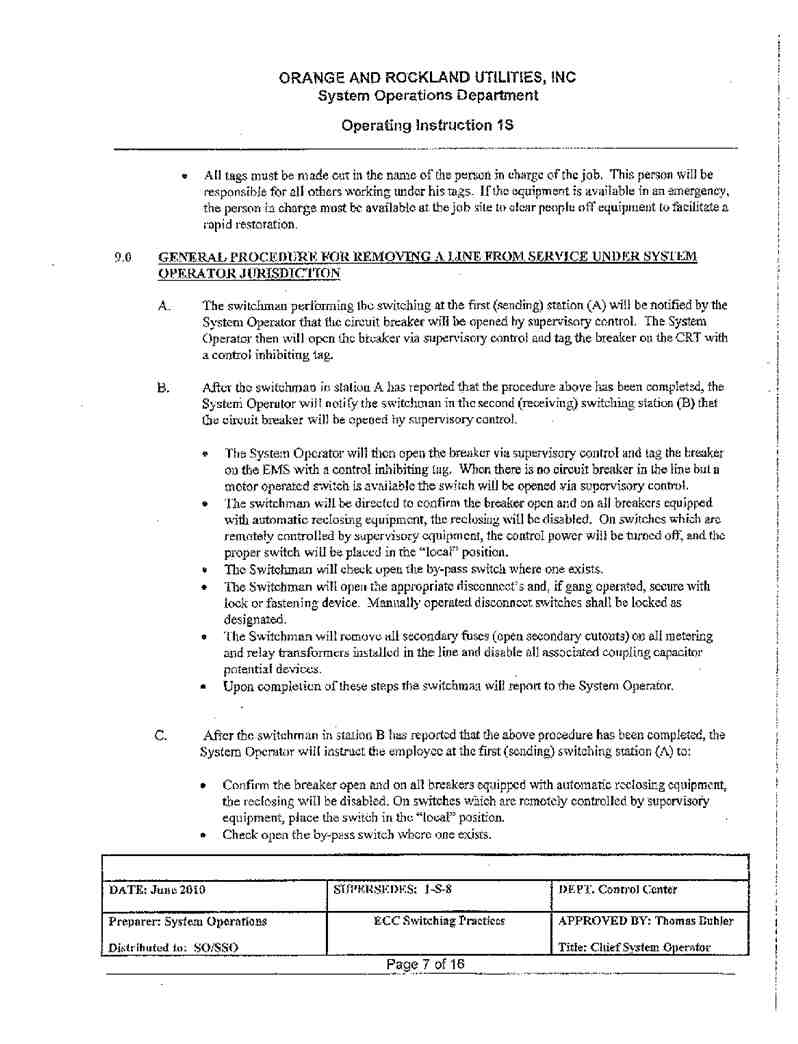 ORANGE AND ROCKLAND UTILITIES, INC
System Operations Department
Operating Instruction 1S
• All tags must be made out in the name of the person in charge of the job. This person will be
responsible for all others working under his tags. If the equipment is available in an emergency,
the person in charge must be available at the job site to clear people off equipment to facilitate a
rapid restoration.
9.0 GENERAL PROCEDURE FOR REMOVING A LINE FROM SERVICE UNDER SYSTEM
OPERATOR JURISDICTION
A. The switchman performing the switching at the first (sending) station (A) will be notified by the
System Operator that the circuit breaker will be opened by supervisory control. The System
Operator then will open the breaker via supervisory control and tag the breaker on the CRT with
a control inhibiting tag.
B. After the switchman in station A has reported that the procedure above has been completed, the
System Operator will notify the switchman in the second (receiving) switching station (B) that
the circuit breaker will be opened by supervisory control.
• The System Operator will then open the breaker via supervisory control and tag the breaker
on the EMS with a control inhibiting tag. When there is no circuit breaker in the line but a
motor operated switch is available the switch will be opened via supervisory control.
• The switchman will be directed to confirm the breaker open and on all breakers equipped
with automatic reclosing equipment, the reclosing will be disabled. On switches which are
remotely controlled by supervisory equipment, the control power will be turned off, and the
proper switch will be placed in the "local" position.
• The Switchman will check open the by-pass switch where one exists.
• The Switchman will open the appropriate disconnect's and, if gang operated, secure with
lock or fastening device. Manually operated disconnect switches shall be locked as
designated.
• The Switchman will remove all secondary fuses (open secondary cutouts) on all metering
and relay transformers installed in the line and disable all associated coupling capacitor
potential devices.
• Upon completion of these steps the switchman will report to the System Operator.
C. After the switchman in station B has reported that the above procedure has been completed, the
System Operator will instruct the employee at the first (sending) switching station (A) to:
• Confirm the breaker open and on all breakers equipped with automatic reclosing equipment,
the reclosing will be disabled. On switches which are remotely controlled by supervisory
equipment, place the switch in the "local" position.
• Check open the by-pass switch where one exists.
DATE: June 2010 SUPERSEDES: 1-S-8 DEPT. Control Center
Preparer: System Operations ECC Switching Practices APPROVED BY: Thomas Buhler
Distributed to: SO/SSO Title: Chief System Operator
Page 7 of 16